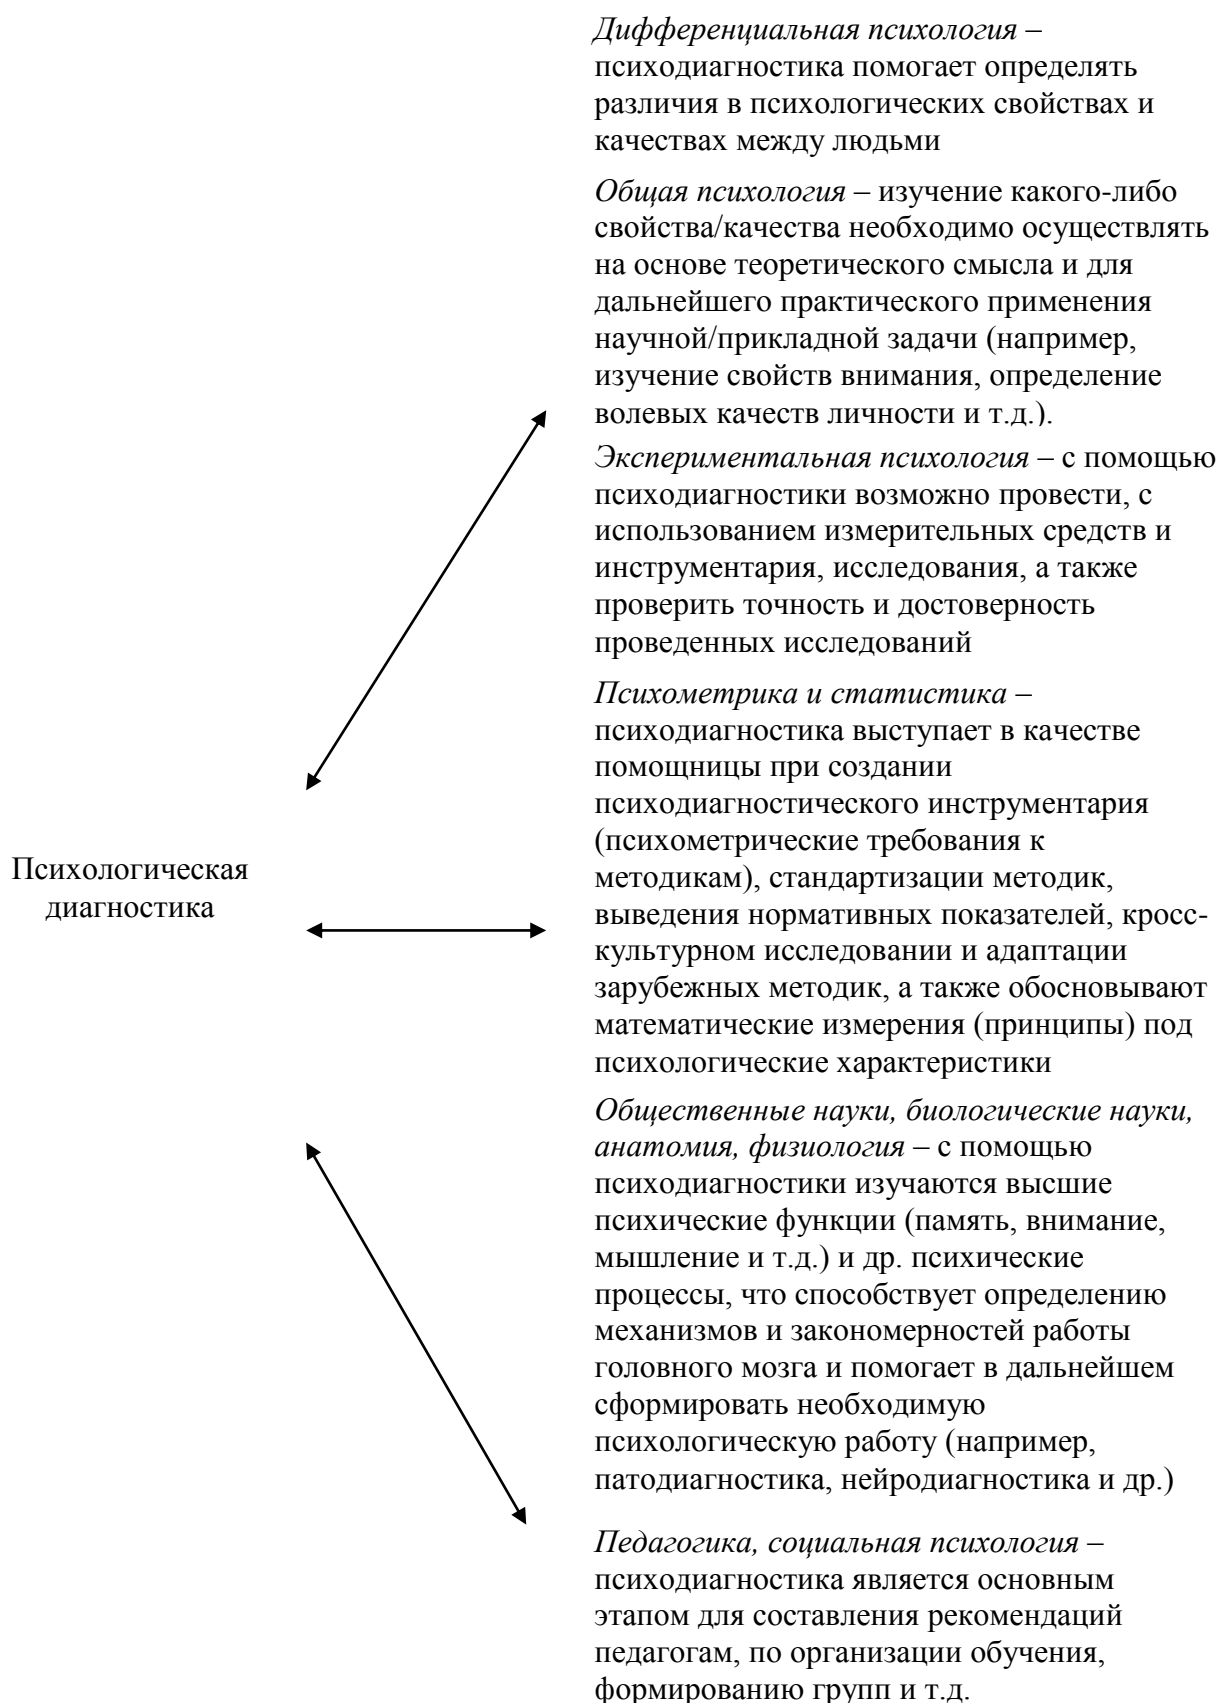 Дифференциальная психология –
психодиагностика помогает определять
различия в психологических свойствах и
качествах между людьми
Общая психология – изучение какого-либо
свойства/качества необходимо осуществлять
на основе теоретического смысла и для
дальнейшего практического применения
научной/прикладной задачи (например,
изучение свойств внимания, определение
волевых качеств личности и т.д.).
Экспериментальная психология – с помощью
психодиагностики возможно провести, с
использованием измерительных средств и
инструментария, исследования, а также
проверить точность и достоверность
проведенных исследований
Психометрика и статистика –
психодиагностика выступает в качестве
помощницы при создании
психодиагностического инструментария
(психометрические требования к
методикам), стандартизации методик,
выведения нормативных показателей, кросс-
культурном исследовании и адаптации
зарубежных методик, а также обосновывают
математические измерения (принципы) под
психологические характеристики
Психологическая
диагностика
Общественные науки, биологические науки,
анатомия, физиология – с помощью
психодиагностики изучаются высшие
психические функции (память, внимание,
мышление и т.д.) и др. психические
процессы, что способствует определению
механизмов и закономерностей работы
головного мозга и помогает в дальнейшем
сформировать необходимую
психологическую работу (например,
патодиагностика, нейродиагностика и др.)
Педагогика, социальная психология –
психодиагностика является основным
этапом для составления рекомендаций
педагогам, по организации обучения,
формированию групп и т.д.